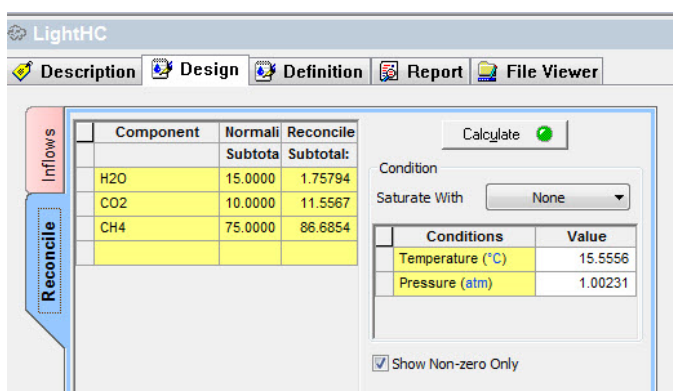 LightHC
Description Design Definition Report File Viewer
Inflows
Reconcile
Component Normali Reconcile
Subtota Subtotal:
H2O 15.0000 1.75794
CO2 10.0000 11.5567
CH4 75.0000 86.6854
Calculate
Condition
Saturate With None
Conditions Value
Temperature (°C) 15.5556
Pressure (atm) 1.00231
Show Non-zero Only